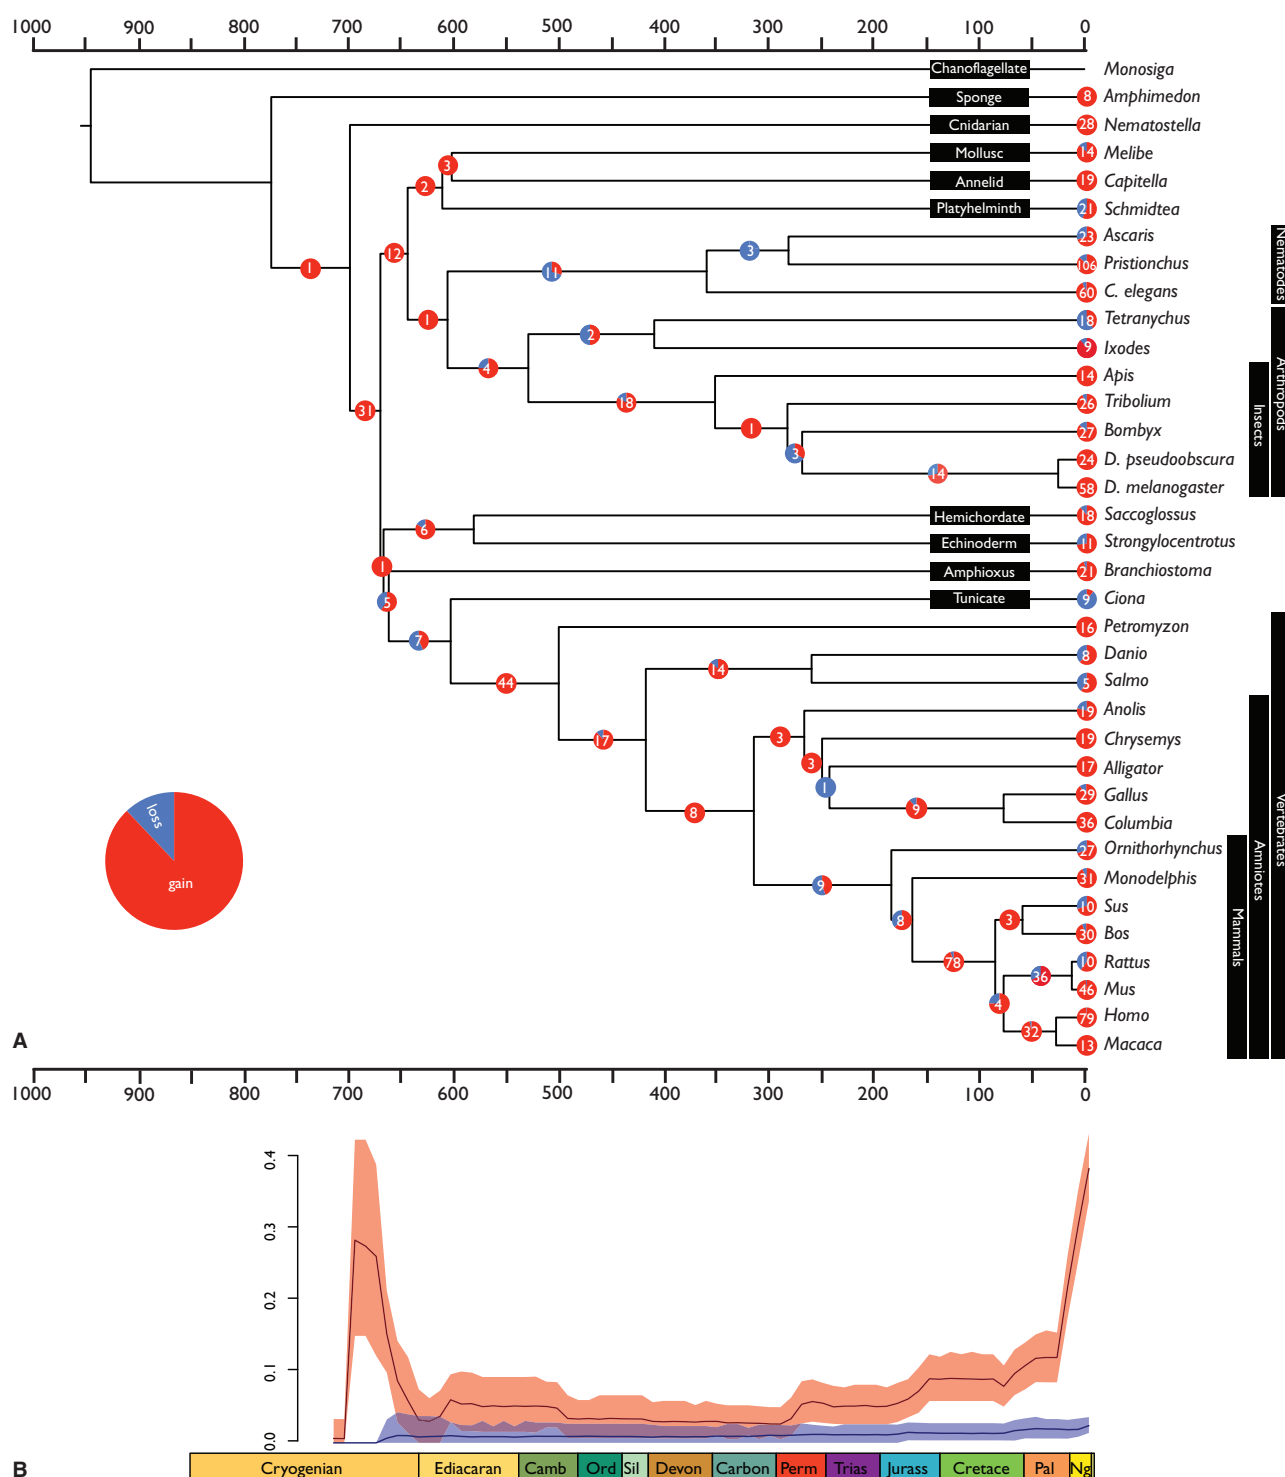 1000 900 800 700 600 500 400 300 200 100 0
Chanoflagellate Monosiga
Sponge 8 Amphimedon
Cnidarian 28 Nematostella
Mollusc 14 Melibe
3
Annelid 19 Capitella
2
Platyhelminth 21 Schmidtea
23 Ascaris
3
12
106 Pristionchus
1
11
60 C. elegans
Nematodes
18 Tetranychus
1
2
9 Ixodes
4
14 Apis
18
26 Tribolium
31
1
27 Bombyx
3
24 D. pseudoobscura
14
58 D. melanogaster
Insects
Arthropods
Hemichordate 18 Saccoglossus
6
Echinoderm 11 Strongylocentrotus
1
Amphioxus 21 Branchiostoma
5
Tunicate 9 Ciona
16 Petromyzon
7
8 Danio
14
44
5 Salmo
19 Anolis
3
17
19 Chrysemys
3
17 Alligator
1
29 Gallus
9
8
36 Columbia
27 Ornithorhynchus
31 Monodelphis
9
10 Sus
3
8
30 Bos
78
10 Rattus
36
46 Mus
4
79 Homo
32
13 Macaca
Mammals
Amniotes
Vertebrates
loss
gain
A
1000 900 800 700 600 500 400 300 200 100 0
0.4
0.3
0.2
0.1
0.0
B
Cryogenian Ediacaran Camb Ord Sil Devon Carbon Perm Trias Jurass Cretace Pal Ng